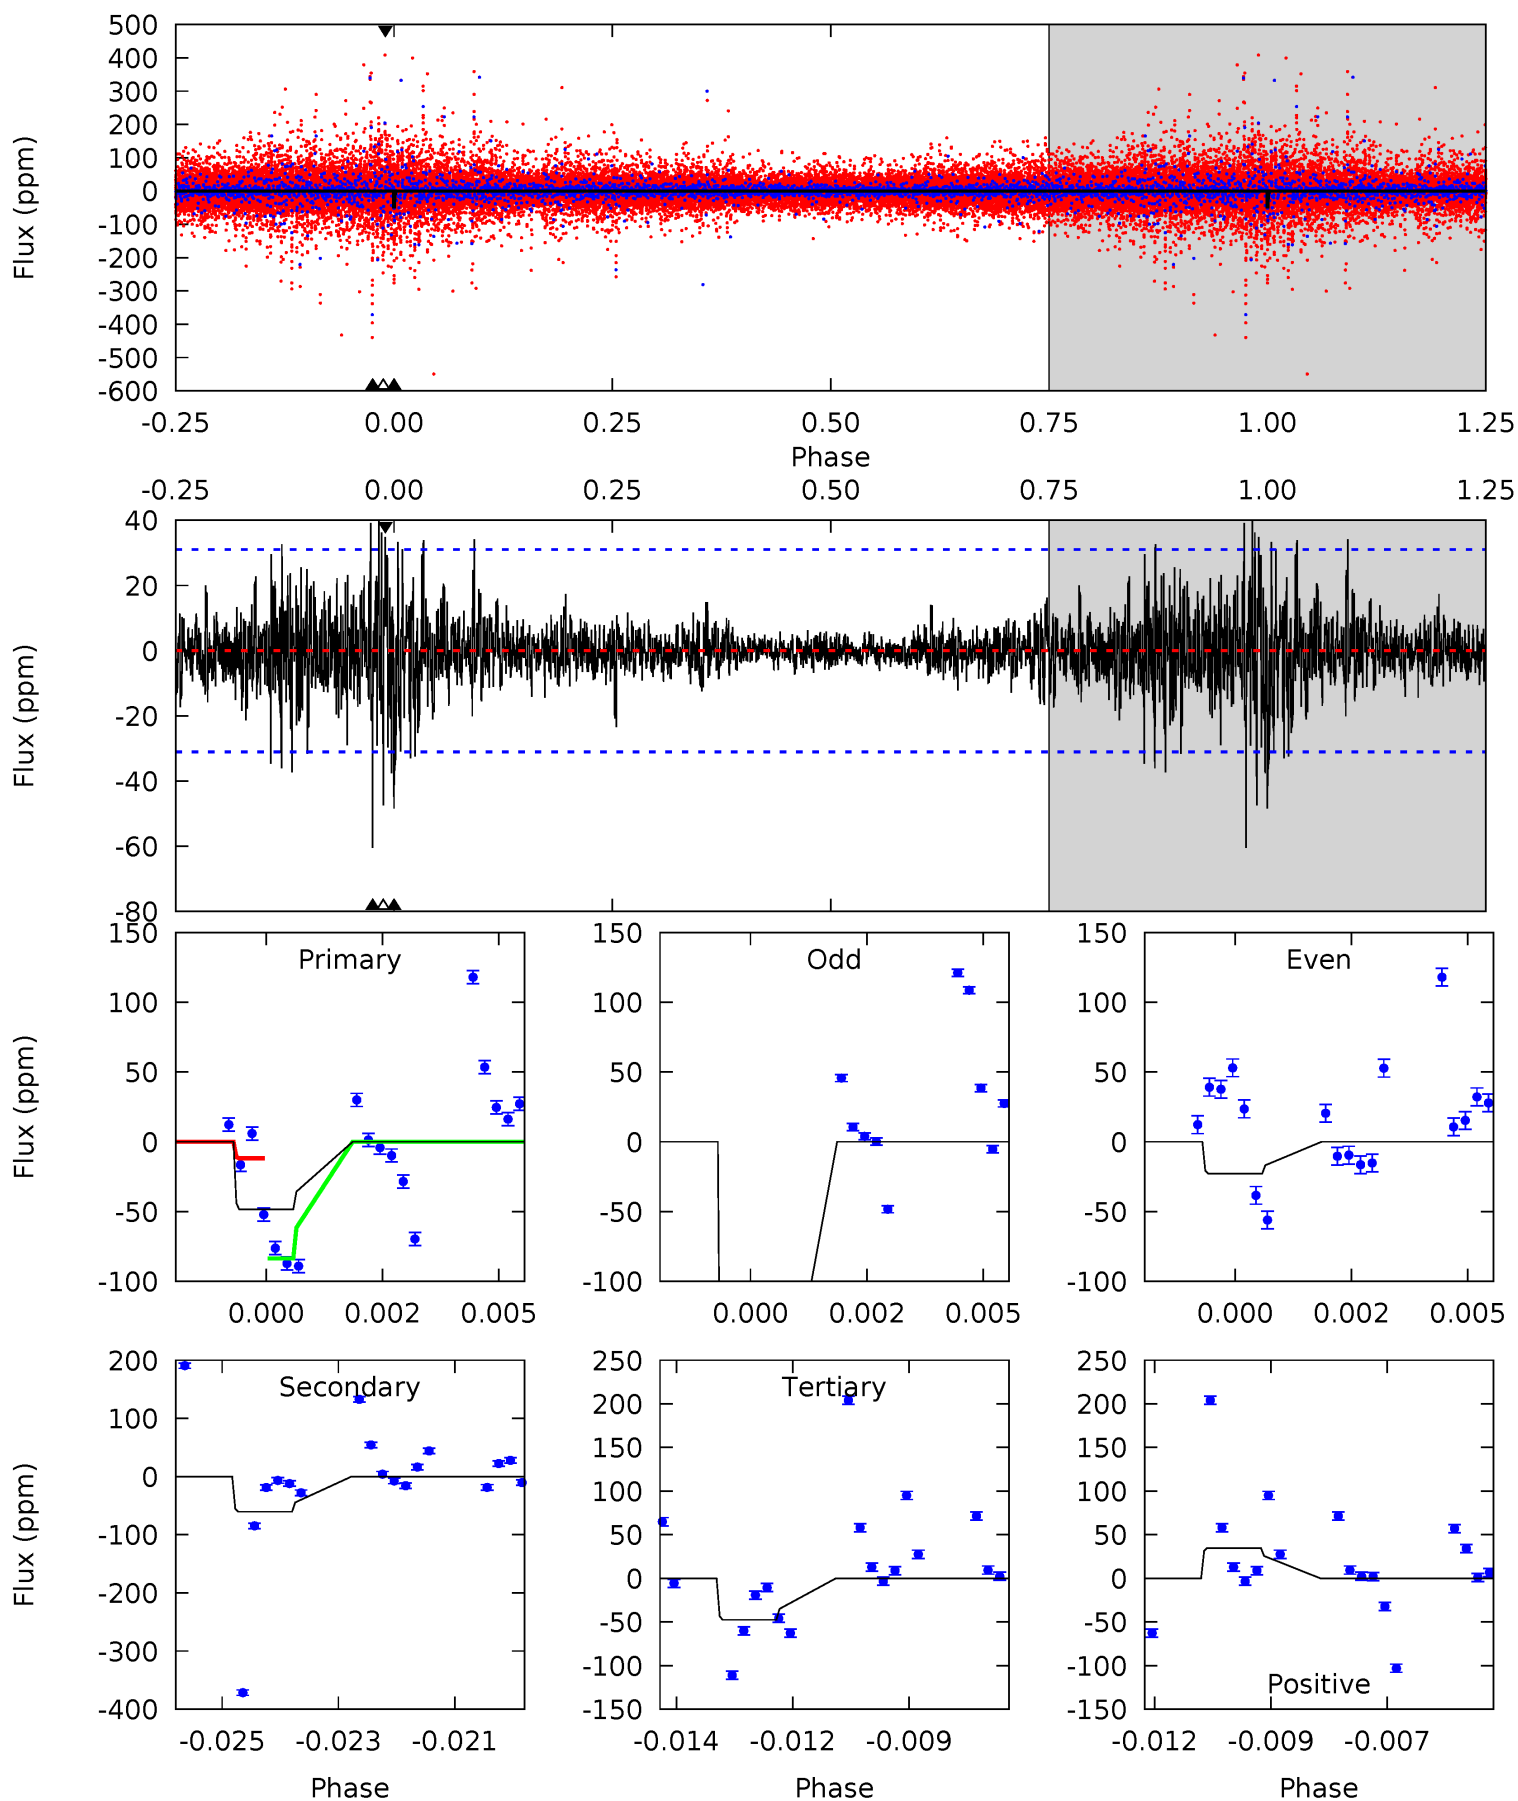 500
400
300
200
100
0
-100
-200
-300
-400
-500
-600
Flux (ppm)
-0.25 0.00 0.25 0.50 0.75 1.00 1.25
Phase
-0.25 0.00 0.25 0.50 0.75 1.00 1.25
40
20
0
-20
-40
-60
-80
Flux (ppm)
Primary Odd Even
150 150 150
100 100 100
50 50 50
0 0 0
-50 -50 -50
-100 -100 -100
Flux (ppm)
0.000 0.002 0.005 0.000 0.002 0.005 0.000 0.002 0.005
Secondary Tertiary
200 250 250
100 200 200
0 150 150
-100 100 100
-200 50 50
-300 0 0
-400 -50 -50
-100 -100
-150 -150
Positive
Flux (ppm)
-0.025 -0.023 -0.021 -0.014 -0.012 -0.009 -0.012 -0.009 -0.007
Phase Phase Phase